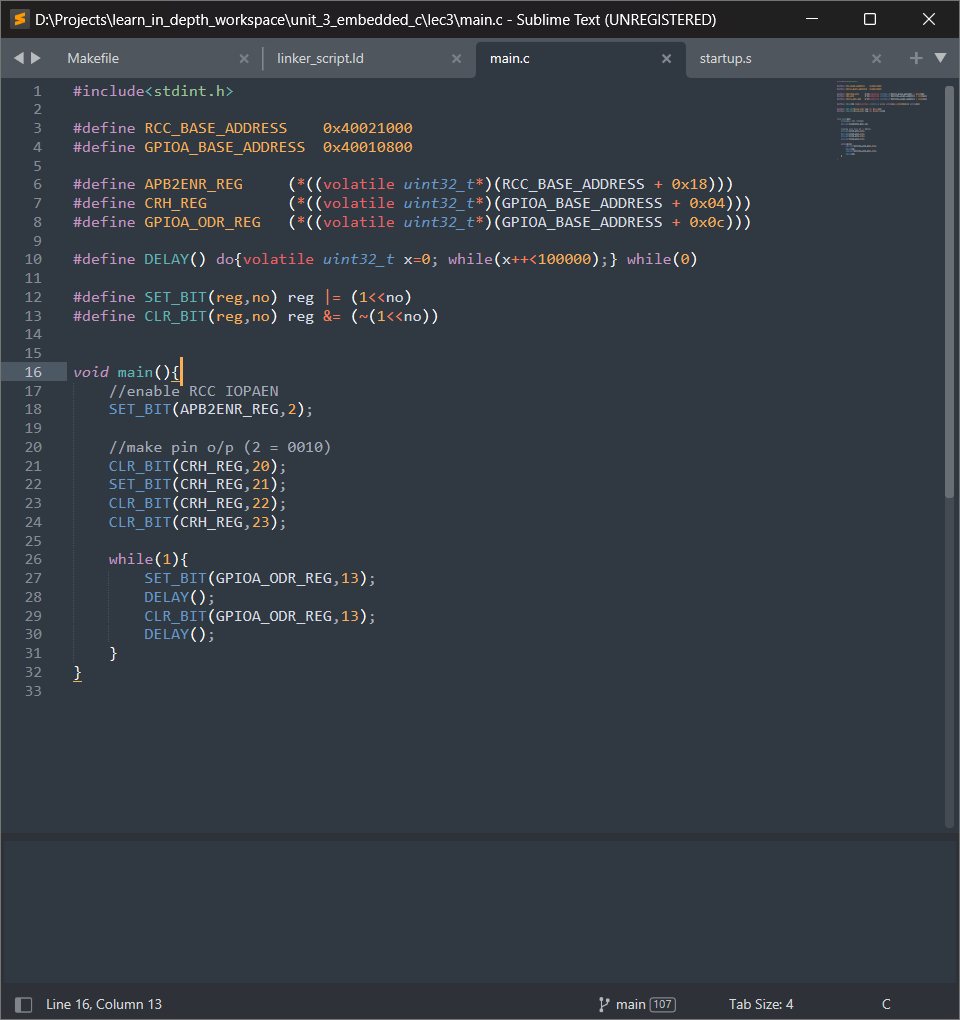 D:\Projects\learn_in_depth_workspace\unit_3_embedded_c\lec3\main.c - Sublime Text (UNREGISTERED)
Makefile linker_script.ld main.c startup.s
1 #include<stdint.h>
2
3 #define RCC_BASE_ADDRESS    0x40021000
4 #define GPIOA_BASE_ADDRESS  0x40010800
5
6 #define APB2ENR_REG     (*((volatile uint32_t*)(RCC_BASE_ADDRESS + 0x18)))
7 #define CRH_REG         (*((volatile uint32_t*)(GPIOA_BASE_ADDRESS + 0x04)))
8 #define GPIOA_ODR_REG   (*((volatile uint32_t*)(GPIOA_BASE_ADDRESS + 0x0c)))
9
10 #define DELAY() do{volatile uint32_t x=0; while(x++<100000);} while(0)
11
12 #define SET_BIT(reg,no) reg |= (1<<no)
13 #define CLR_BIT(reg,no) reg &= (~(1<<no))
14
15
16 void main(){
17     //enable RCC IOPAEN
18     SET_BIT(APB2ENR_REG,2);
19
20     //make pin o/p (2 = 0010)
21     CLR_BIT(CRH_REG,20);
22     SET_BIT(CRH_REG,21);
23     CLR_BIT(CRH_REG,22);
24     CLR_BIT(CRH_REG,23);
25
26     while(1){
27         SET_BIT(GPIOA_ODR_REG,13);
28         DELAY();
29         CLR_BIT(GPIOA_ODR_REG,13);
30         DELAY();
31     }
32 }
33
Line 16, Column 13 main 107 Tab Size: 4 C